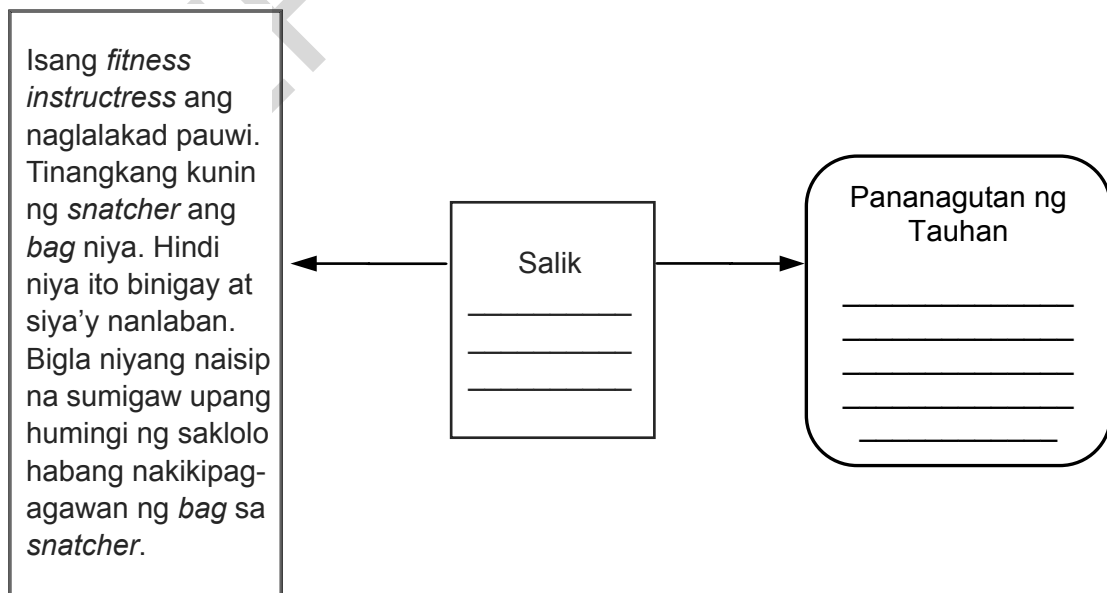 Isang fitness
instructress ang
naglalakad pauwi.
Tinangkang kunin
ng snatcher ang
bag niya. Hindi
niya ito binigay at
siya’y nanlaban.
Bigla niyang naisip
na sumigaw upang
humingi ng saklolo
habang nakikipag-
agawan ng bag sa
snatcher.
Salik
Pananagutan ng
Tauhan